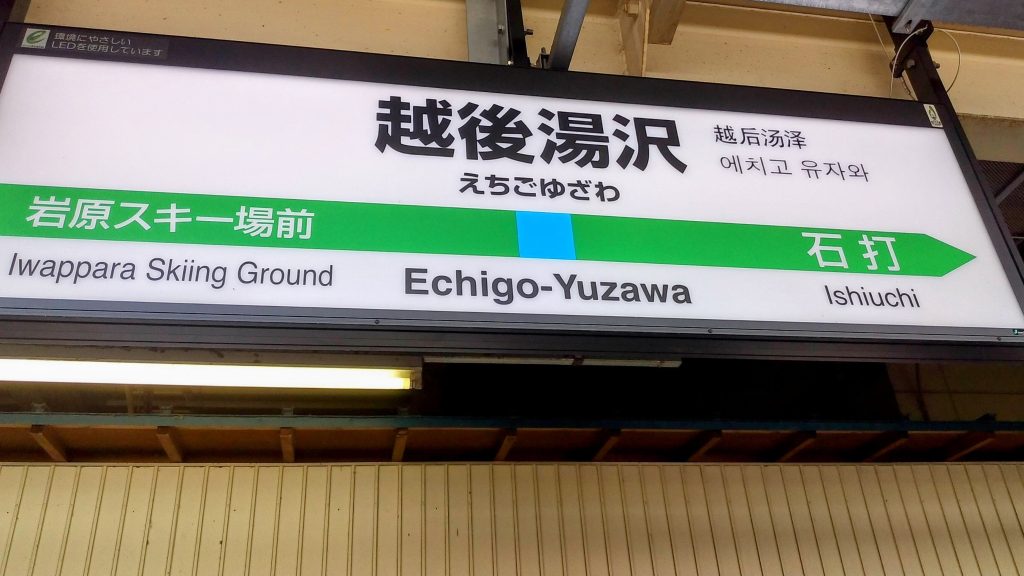 環境にやさしい
LEDを使用しています
越後湯沢
えちごゆざわ
越后汤泽
에치고 유자와
岩原スキー場前
石打
Iwappara Skiing Ground
Echigo-Yuzawa
Ishiuchi